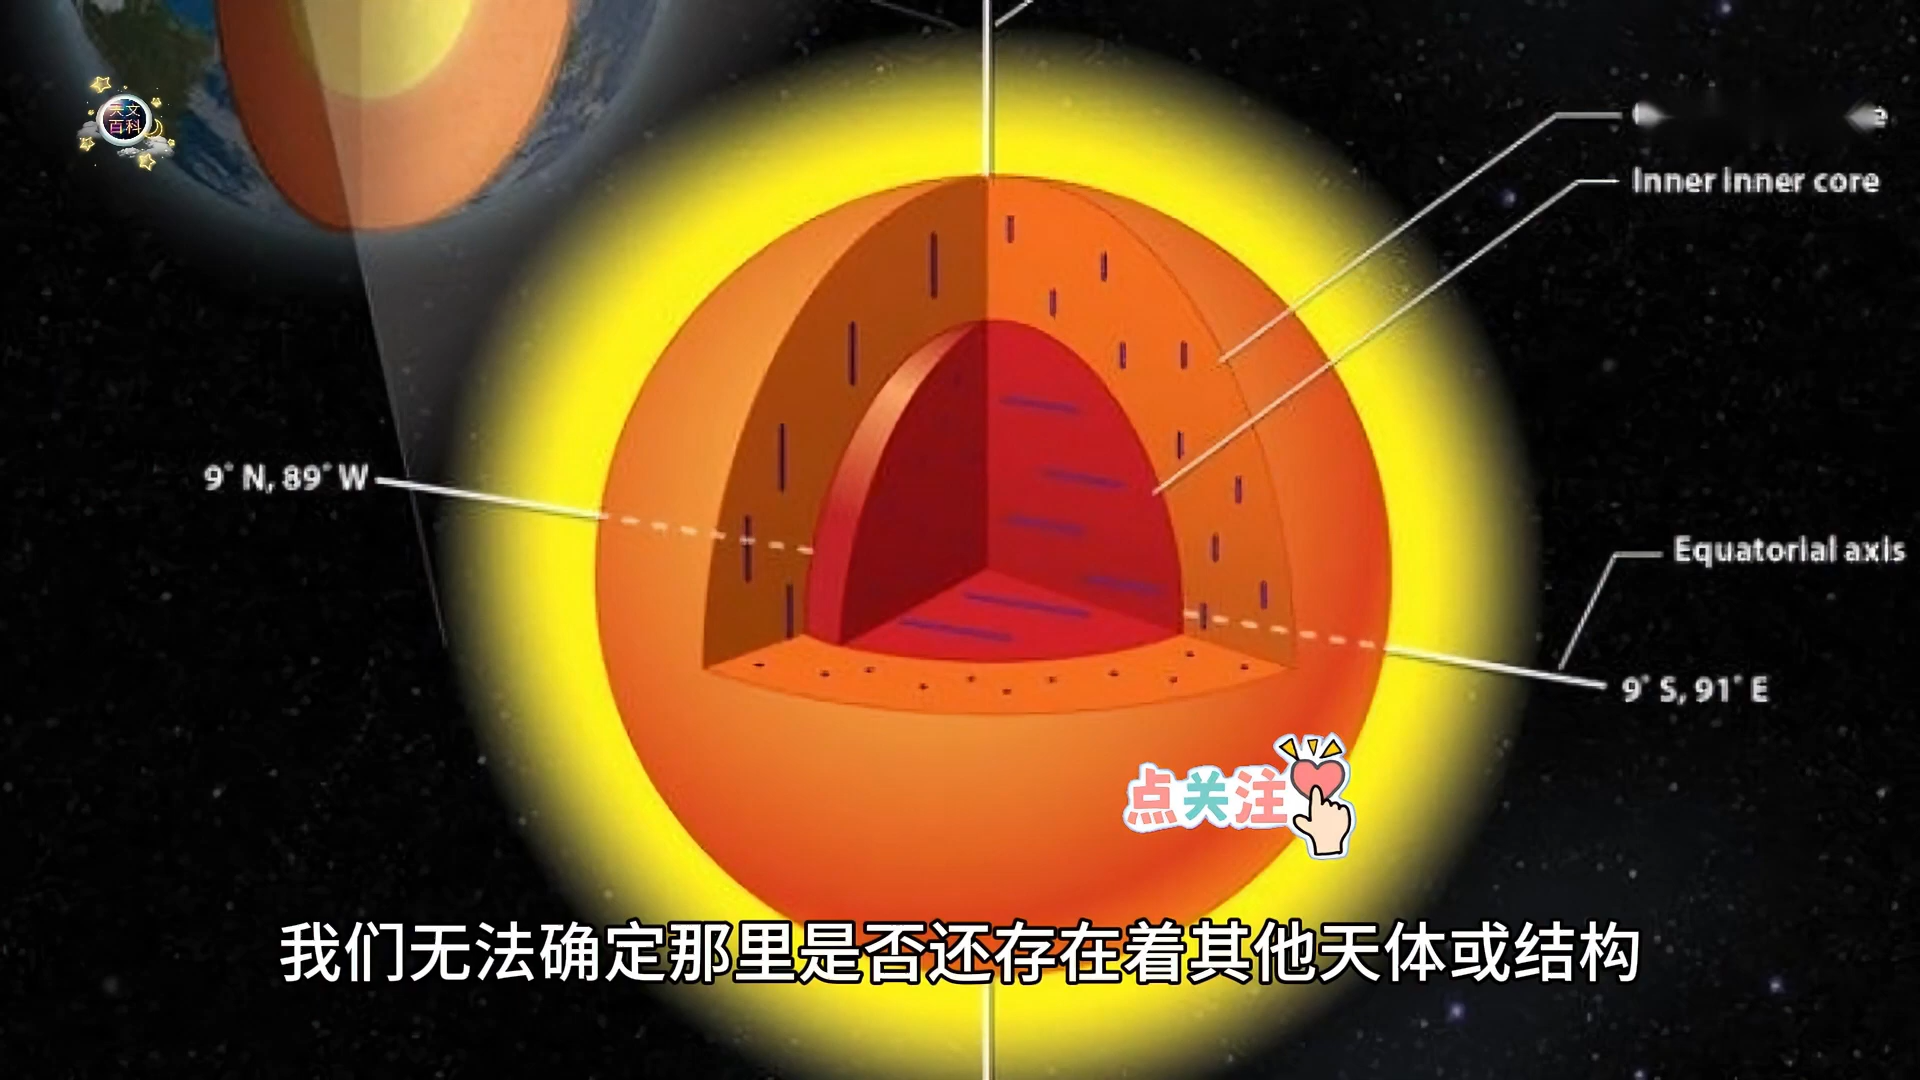 天文
百科
Inner inner core
9° N, 89° W
Equatorial axis
9° S, 91° E
点关注
我们无法确定那里是否还存在着其他天体或结构